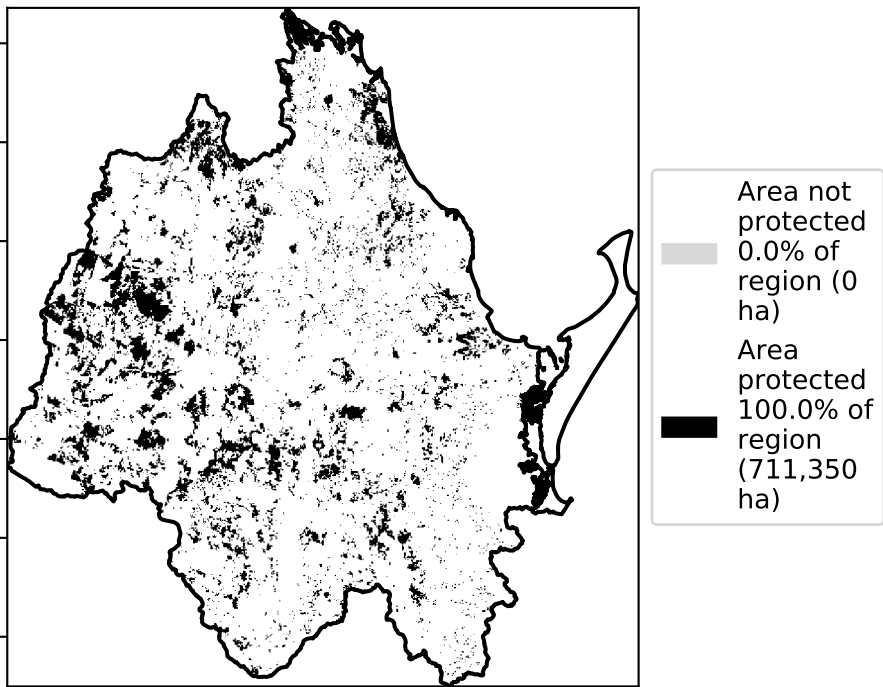 Area not
protected
0.0% of
region (0
ha)
Area
protected
100.0% of
region
(711,350
ha)